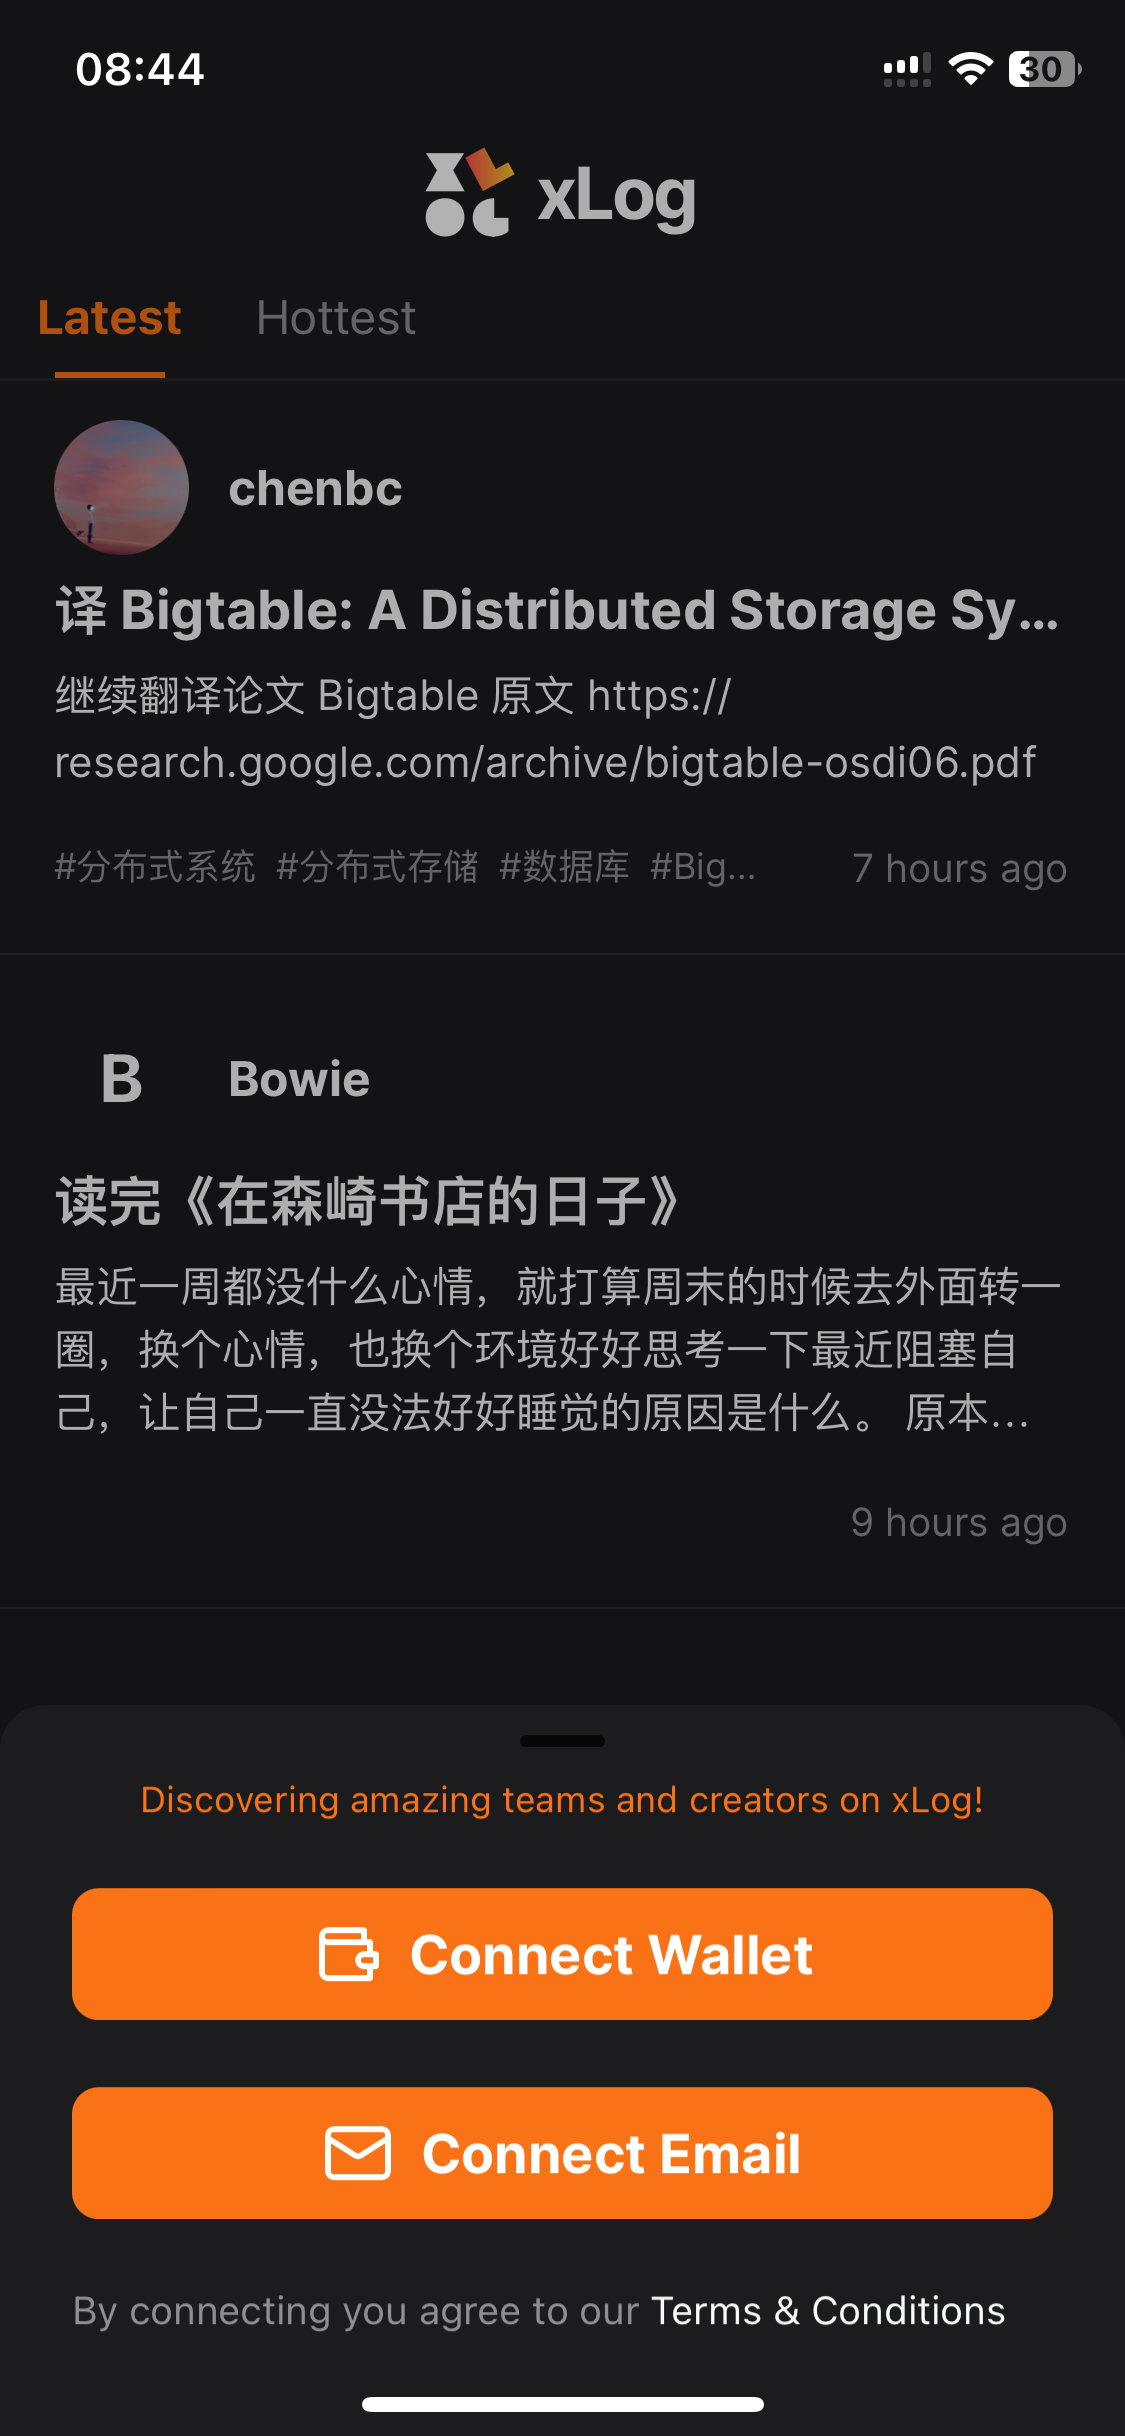 08:44
30
xLog
Latest Hottest
chenbc
译 Bigtable: A Distributed Storage Sy...
继续翻译论文 Bigtable 原文 https://
research.google.com/archive/bigtable-osdi06.pdf
#分布式系统 #分布式存储 #数据库 #Big... 7 hours ago
B Bowie
读完《在森崎书店的日子》
最近一周都没什么心情，就打算周末的时候去外面转一
圈，换个心情，也换个环境好好思考一下最近阻塞自
己，让自己一直没法好好睡觉的原因是什么。 原本...
9 hours ago
Discovering amazing teams and creators on xLog!
Connect Wallet
Connect Email
By connecting you agree to our Terms & Conditions